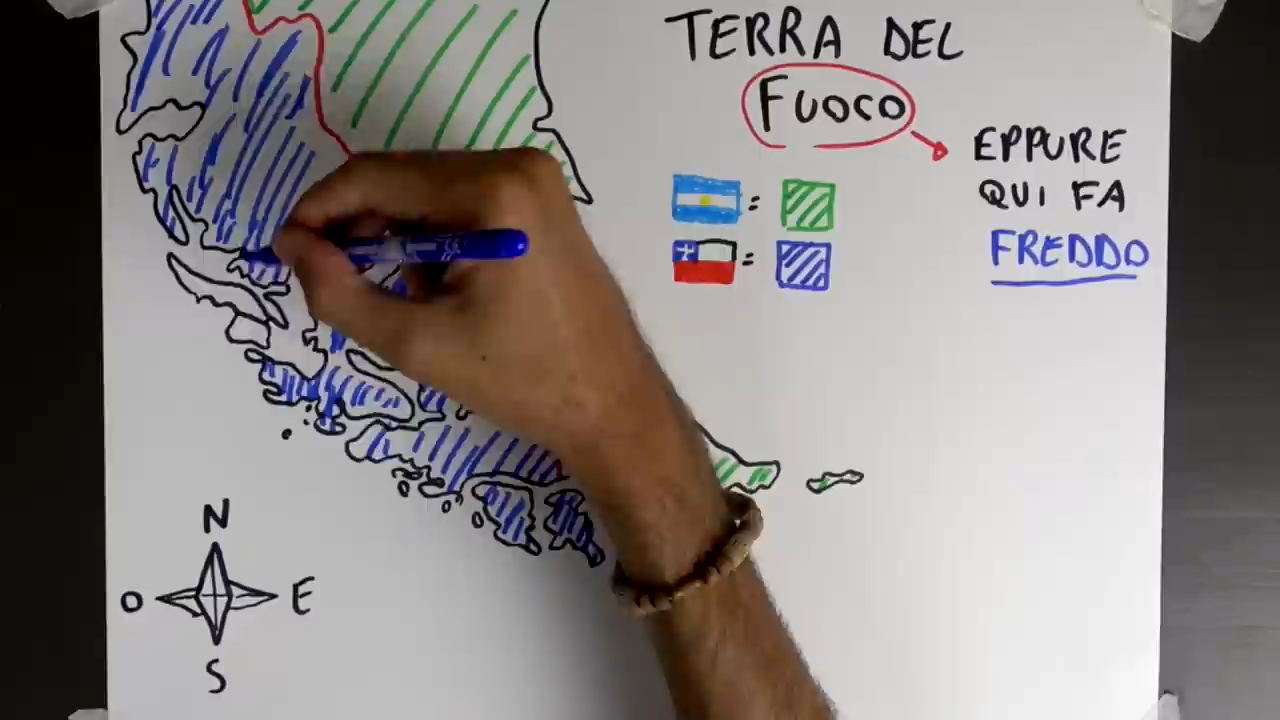 TERRA DEL
FUOCO
EPPURE
QUI FA
FREDDO
=
=
N
O E
S